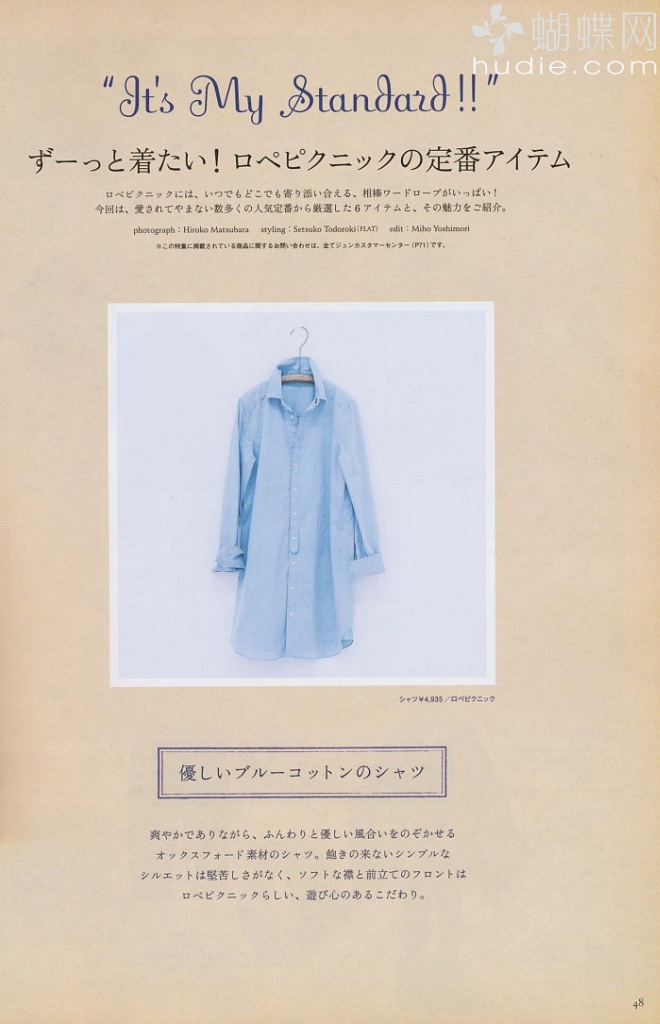 蝴蝶网
hudie.com
“It's My Standard!!”
ずーっと着たい！ロペピクニックの定番アイテム
ロペピクニックには、いつでもどこでも寄り添い合える、相棒ワードローブがいっぱい！
今回は、愛されてやまない数多くの人気定番から厳選した6アイテムと、その魅力をご紹介。
photograph：Hiroko Matsubara　styling：Setsuko Todoroki（FLAT）　edit：Miho Yoshimori
※この特集に掲載されている商品に関するお問い合わせは、全てジュンカスタマーセンター（P71）です。
シャツ¥4,935／ロペピクニック
優しいブルーコットンのシャツ
爽やかでありながら、ふんわりと優しい風合いをのぞかせる
オックスフォード素材のシャツ。飽きの来ないシンプルな
シルエットは堅苦しさがなく、ソフトな襟と前立てのフロントは
ロペピクニックらしい、遊び心のあるこだわり。
48